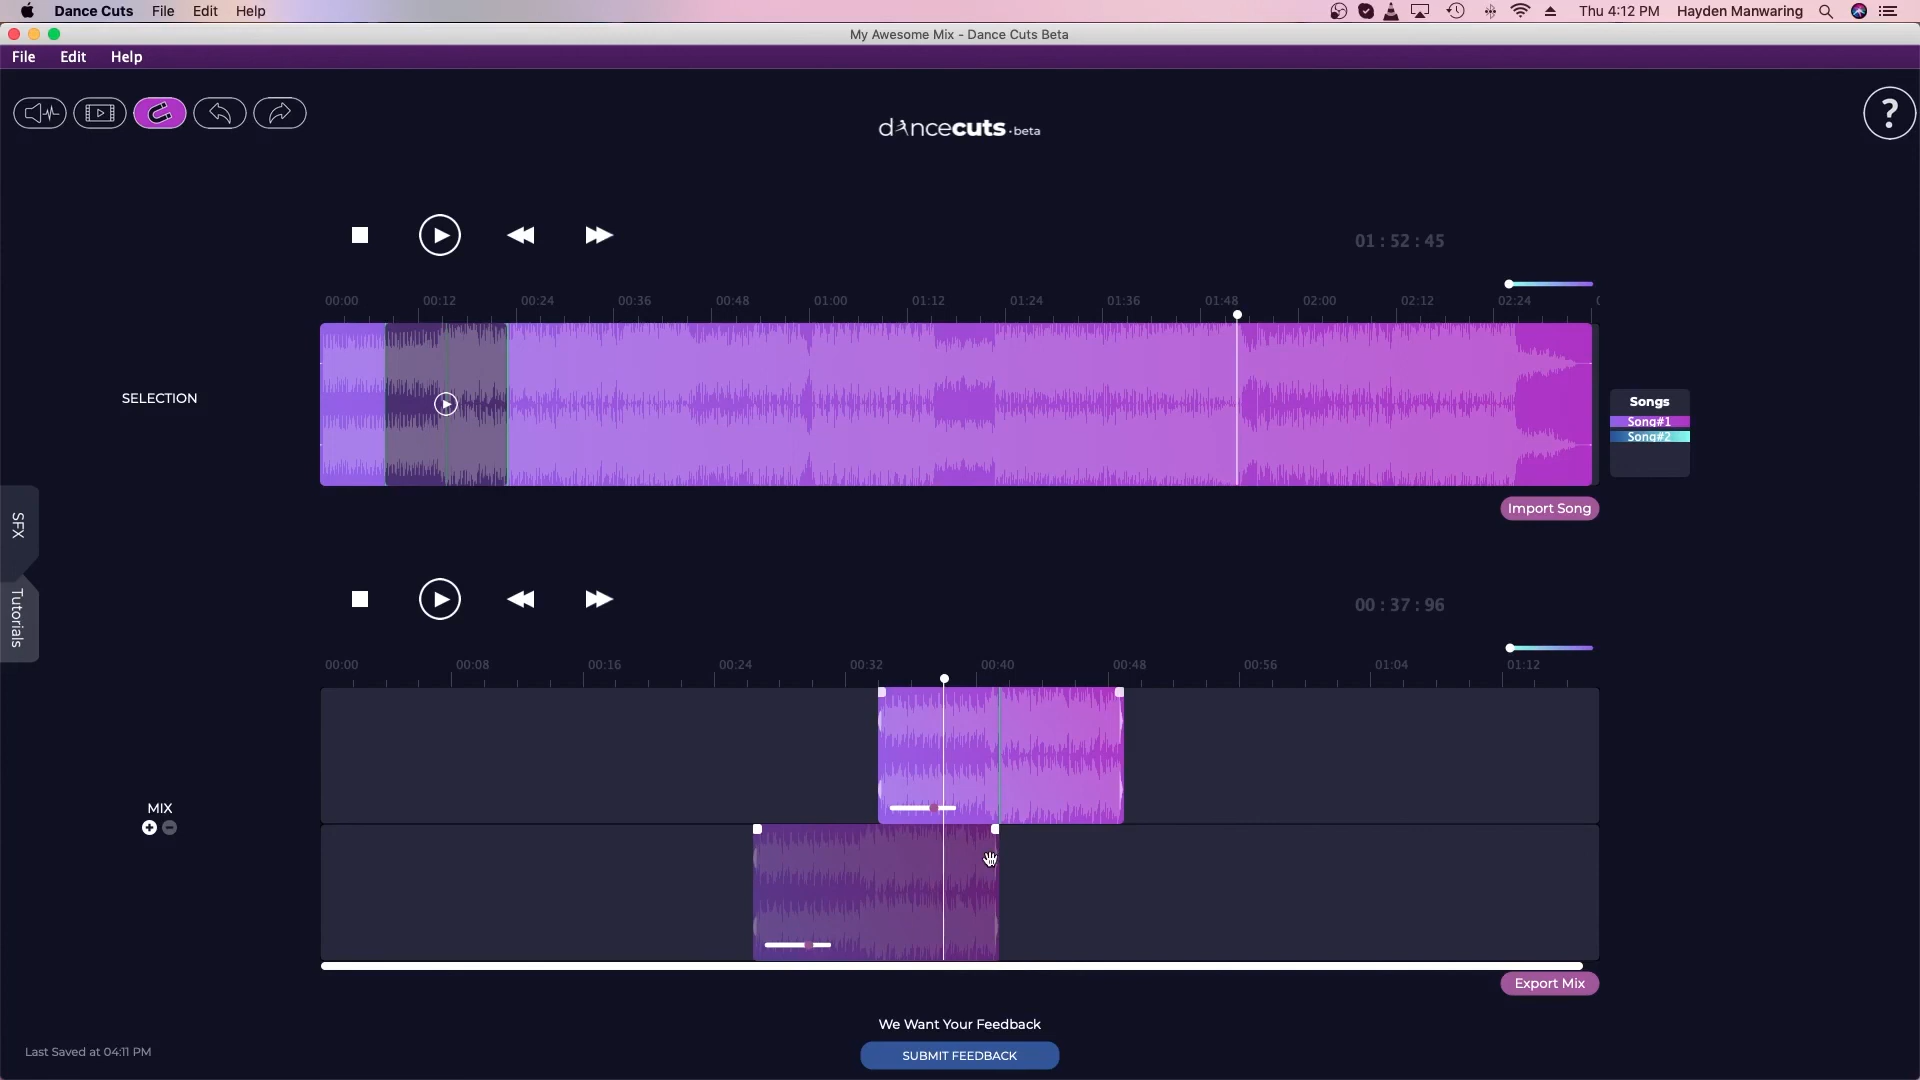 Dance Cuts File Edit Help Thu 4:12 PM Hayden Manwaring
My Awesome Mix - Dance Cuts Beta
File Edit Help
dancecuts.beta
?
01 : 52 : 45
00:00 00:12 00:24 00:36 00:48 01:00 01:12 01:24 01:36 01:48 02:00 02:12 02:24
SELECTION
Songs
Song#1
Song#2
Import Song
SFX
Tutorials
00 : 37 : 96
00:00 00:08 00:16 00:24 00:32 00:40 00:48 00:56 01:04 01:12
MIX
Export Mix
We Want Your Feedback
SUBMIT FEEDBACK
Last Saved at 04:11 PM